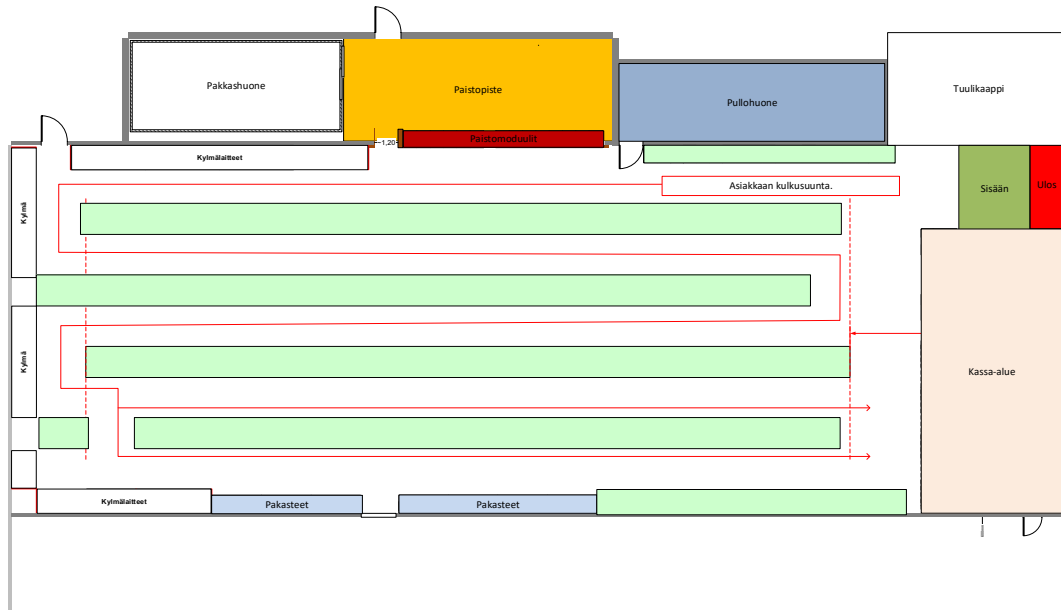 Pakkashuone
Paistopiste
Pullohuone
Tuulikaappi
Paistomoduulit
1,20
Kylmälaitteet
Asiakkaan kulkusuunta.
Sisään
Ulos
Kylmä
Kylmä
Kassa-alue
Kylmälaitteet
Pakasteet
Pakasteet